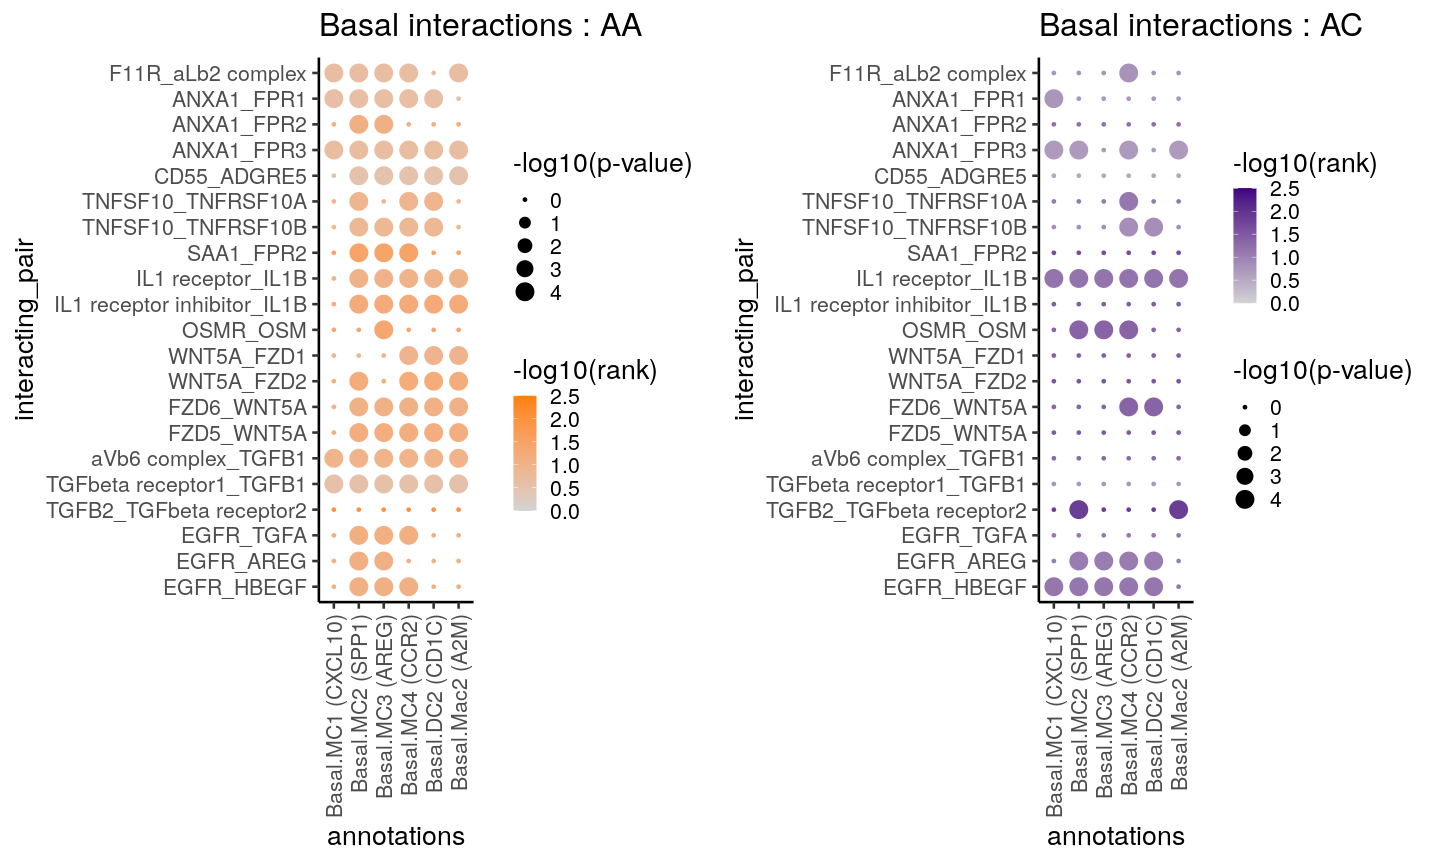 Basal interactions : AA
interacting_pair
F11R_aLb2 complex
ANXA1_FPR1
ANXA1_FPR2
ANXA1_FPR3
CD55_ADGRE5
TNFSF10_TNFRSF10A
TNFSF10_TNFRSF10B
SAA1_FPR2
IL1 receptor_IL1B
IL1 receptor inhibitor_IL1B
OSMR_OSM
WNT5A_FZD1
WNT5A_FZD2
FZD6_WNT5A
FZD5_WNT5A
aVb6 complex_TGFB1
TGFbeta receptor1_TGFB1
TGFB2_TGFbeta receptor2
EGFR_TGFA
EGFR_AREG
EGFR_HBEGF
Basal.MC1 (CXCL10)
Basal.MC2 (SPP1)
Basal.MC3 (AREG)
Basal.MC4 (CCR2)
Basal.DC2 (CD1C)
Basal.Mac2 (A2M)
annotations
-log10(p-value)
0
1
2
3
4
-log10(rank)
2.5
2.0
1.5
1.0
0.5
0.0
Basal interactions : AC
interacting_pair
F11R_aLb2 complex
ANXA1_FPR1
ANXA1_FPR2
ANXA1_FPR3
CD55_ADGRE5
TNFSF10_TNFRSF10A
TNFSF10_TNFRSF10B
SAA1_FPR2
IL1 receptor_IL1B
IL1 receptor inhibitor_IL1B
OSMR_OSM
WNT5A_FZD1
WNT5A_FZD2
FZD6_WNT5A
FZD5_WNT5A
aVb6 complex_TGFB1
TGFbeta receptor1_TGFB1
TGFB2_TGFbeta receptor2
EGFR_TGFA
EGFR_AREG
EGFR_HBEGF
Basal.MC1 (CXCL10)
Basal.MC2 (SPP1)
Basal.MC3 (AREG)
Basal.MC4 (CCR2)
Basal.DC2 (CD1C)
Basal.Mac2 (A2M)
annotations
-log10(rank)
2.5
2.0
1.5
1.0
0.5
0.0
-log10(p-value)
0
1
2
3
4